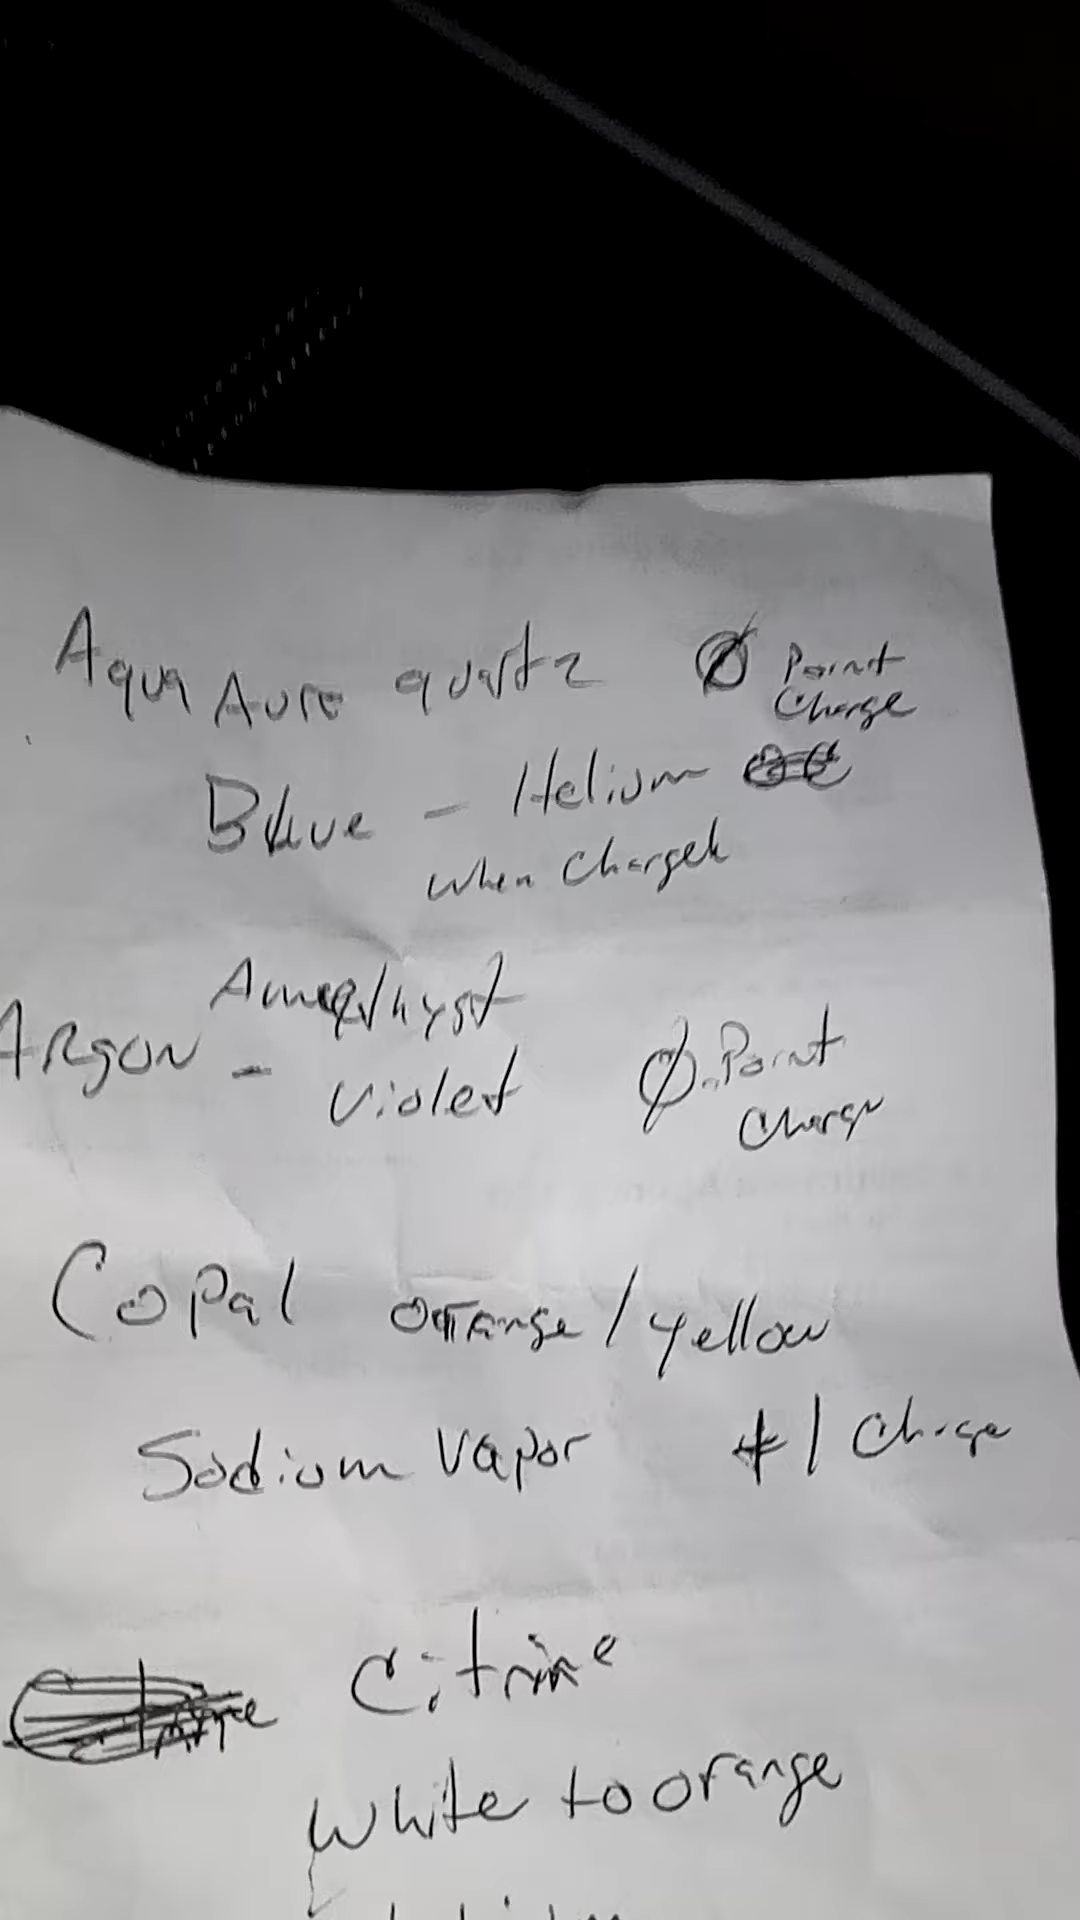 Aqua Aura quartz Ø Point
Charge
Blue - Helium
when Charged
Amethyst
ARgON - Violet Ø.Point
Charge
Copal orange/yellow
Sodium vapor +1 Charge
Citrine
white to orange